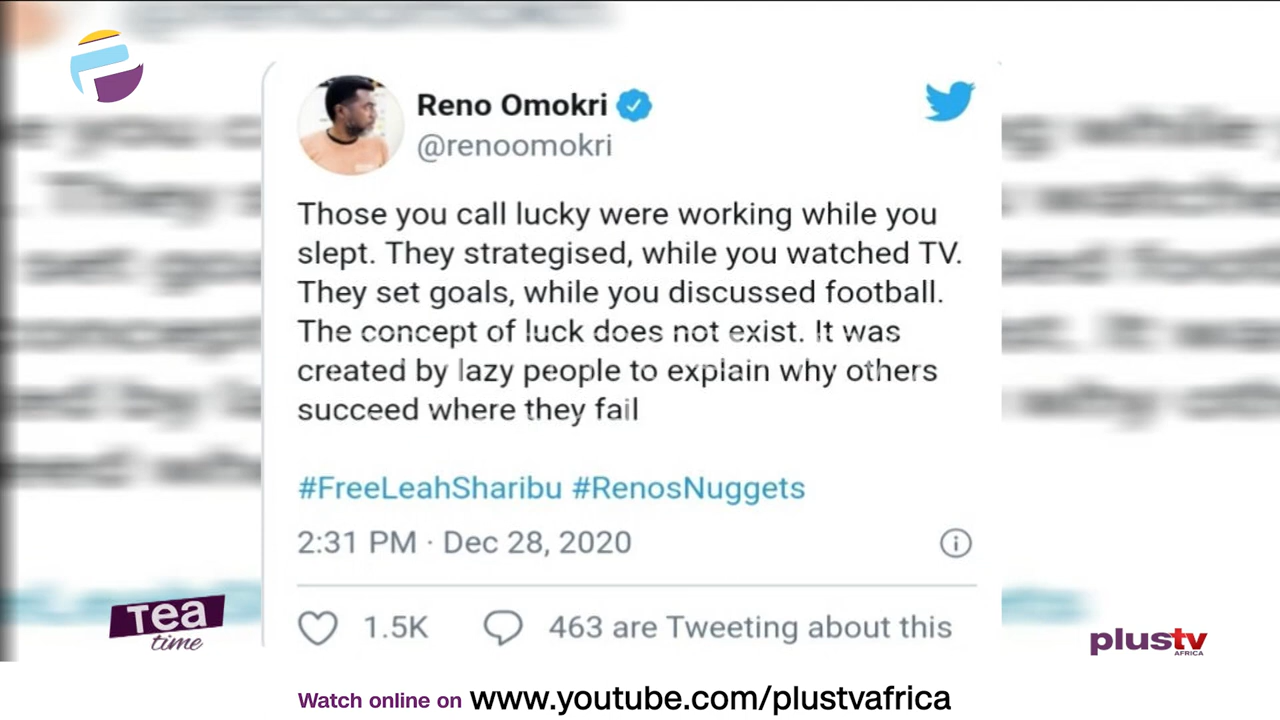 Reno Omokri
@renoomokri
Those you call lucky were working while you
slept. They strategised, while you watched TV.
They set goals, while you discussed football.
The concept of luck does not exist. It was
created by lazy people to explain why others
succeed where they fail
#FreeLeahSharibu #RenosNuggets
2:31 PM · Dec 28, 2020
1.5K 463 are Tweeting about this
Tea
time
plustv
AFRICA
Watch online on www.youtube.com/plustvafrica